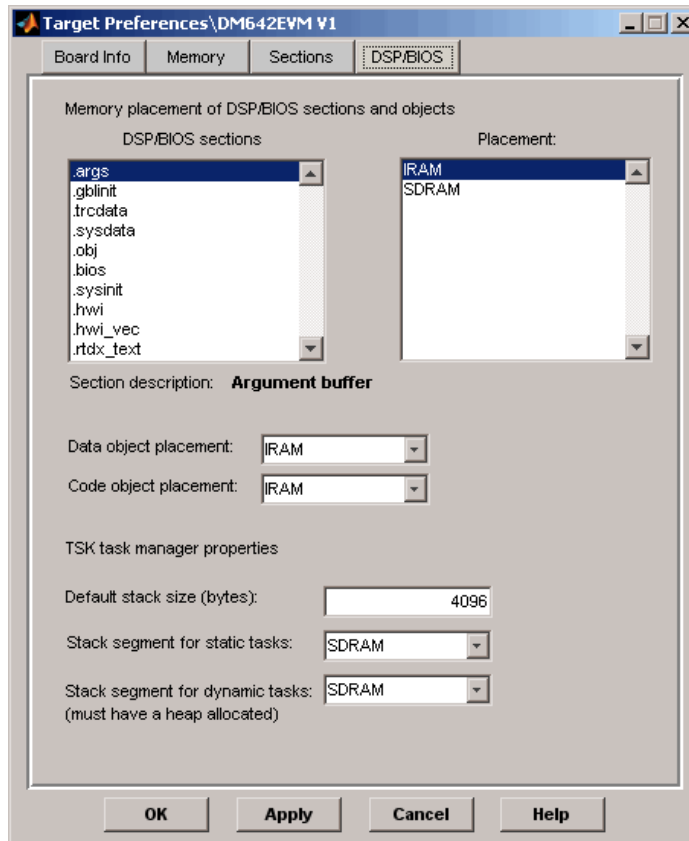 Target Preferences\DM642EVM V1
Board Info Memory Sections DSP/BIOS
Memory placement of DSP/BIOS sections and objects
DSP/BIOS sections Placement:
.args IRAM
.gblinit SDRAM
.trcdata
.sysdata
.obj
.bios
.sysinit
.hwi
.hwi_vec
.rtdx_text
Section description: Argument buffer
Data object placement: IRAM
Code object placement: IRAM
TSK task manager properties
Default stack size (bytes): 4096
Stack segment for static tasks: SDRAM
Stack segment for dynamic tasks: SDRAM
(must have a heap allocated)
OK Apply Cancel Help